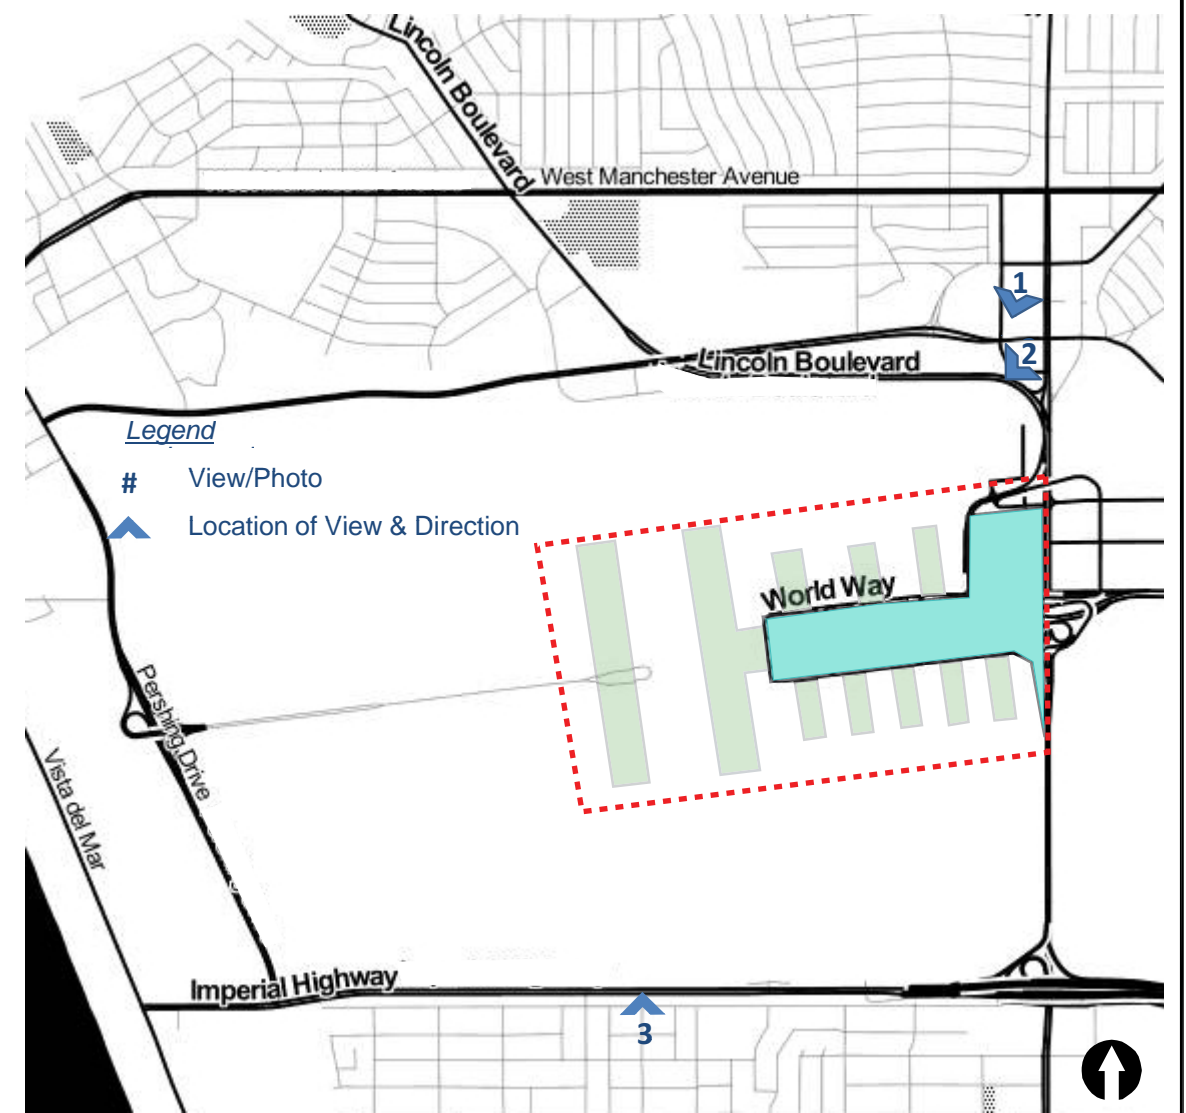 Lincoln Boulevard
West Manchester Avenue
1
2
Lincoln Boulevard
Legend
# View/Photo
Location of View & Direction
World Way
Pershing Drive
Vista del Mar
Imperial Highway
3